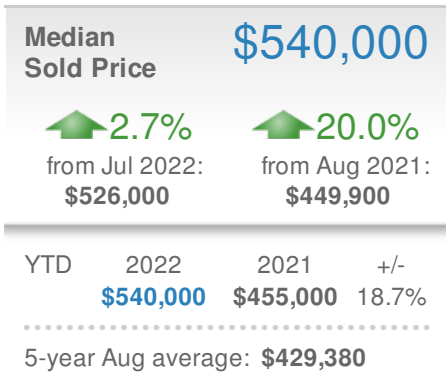 Median
Sold Price
$540,000
2.7%
from Jul 2022:
$526,000
20.0%
from Aug 2021:
$449,900
YTD 2022 2021 +/-
$540,000 $455,000 18.7%
5-year Aug average: $429,380